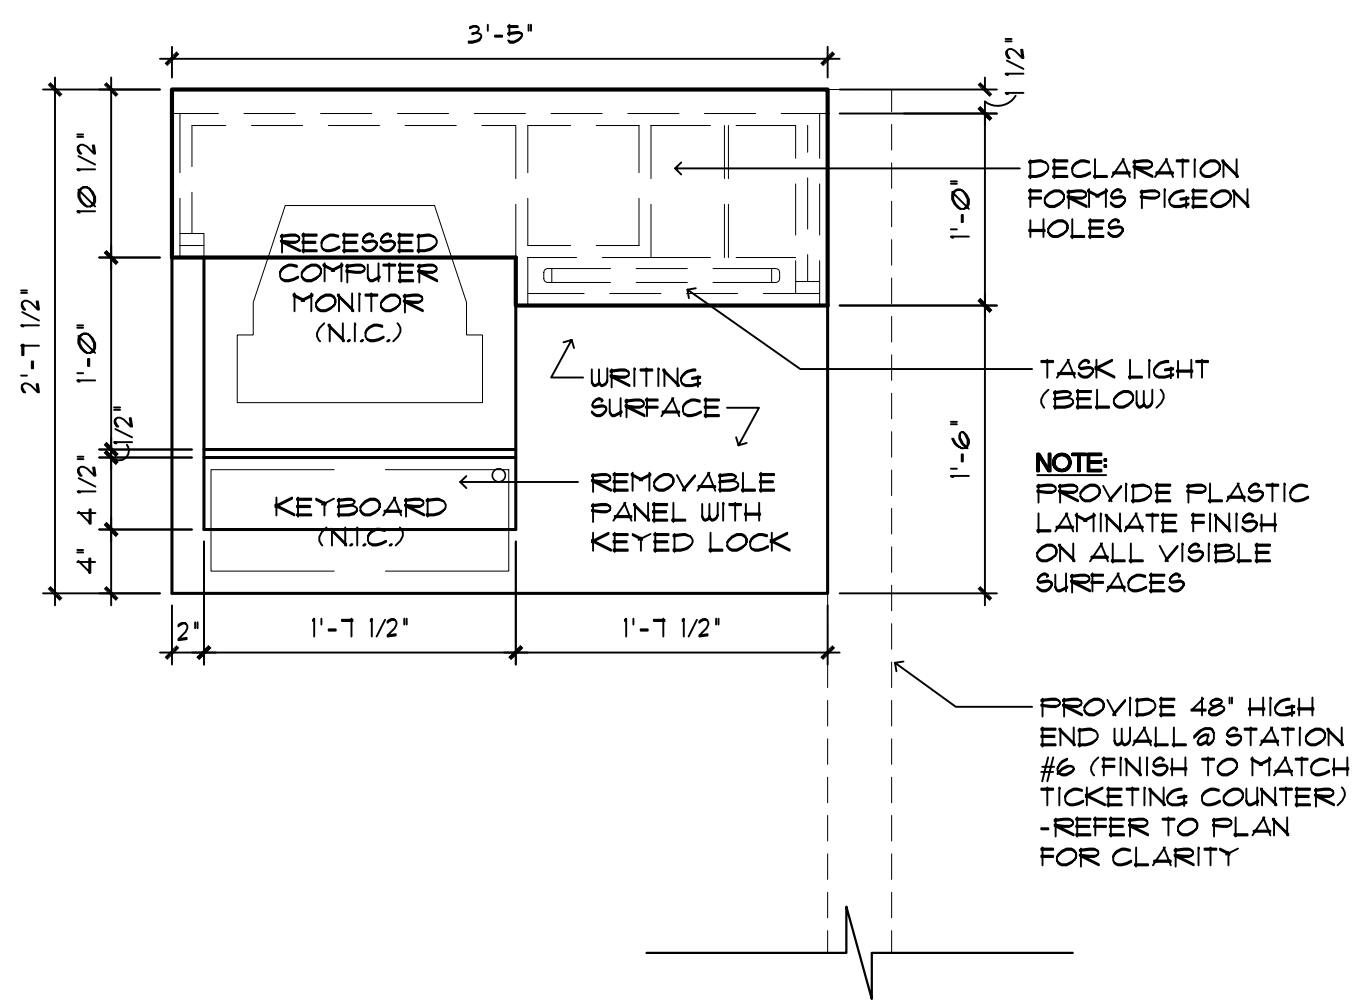 3'-5"
1 1/2"
10 1/2"
DECLARATION
FORMS PIGEON
HOLES
1'-0"
RECESSED
COMPUTER
MONITOR
(N.I.C.)
2'-7 1/2"
1'-0"
WRITING
SURFACE
TASK LIGHT
(BELOW)
1/2"
1'-6"
NOTE:
PROVIDE PLASTIC
LAMINATE FINISH
ON ALL VISIBLE
SURFACES
4 1/2"
KEYBOARD
(N.I.C.)
REMOVABLE
PANEL WITH
KEYED LOCK
4"
2"
1'-7 1/2"
1'-7 1/2"
PROVIDE 48" HIGH
END WALL @ STATION
#6 (FINISH TO MATCH
TICKETING COUNTER)
-REFER TO PLAN
FOR CLARITY